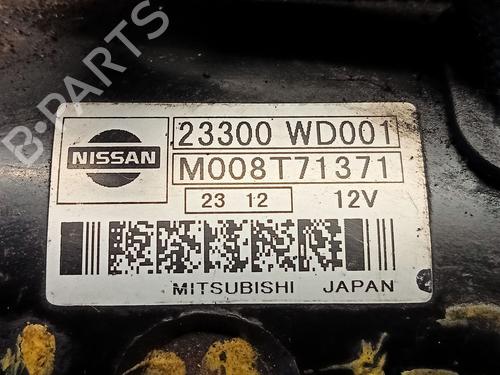 B-PARTS
NISSAN
23300 WD001
M008T71371
23 12 12V
MITSUBISHI JAPAN